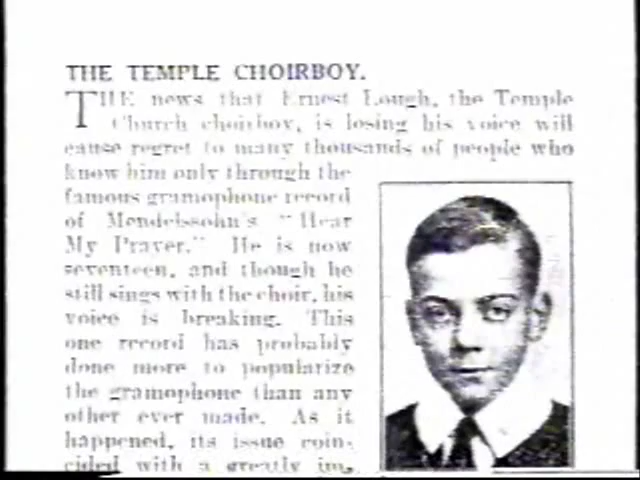 THE TEMPLE CHOIRBOY.
THE news that Ernest Lough, the Temple
Church choirboy, is losing his voice will
cause regret to many thousands of people who
know him only through the
famous gramophone record
of Mendelssohn's "Hear
My Prayer." He is now
seventeen, and though he
still sings with the choir, his
voice is breaking. This
one record has probably
done more to popularize
the gramophone than any
other ever made. As it
happened, its issue coin-
cided with a greatly im-